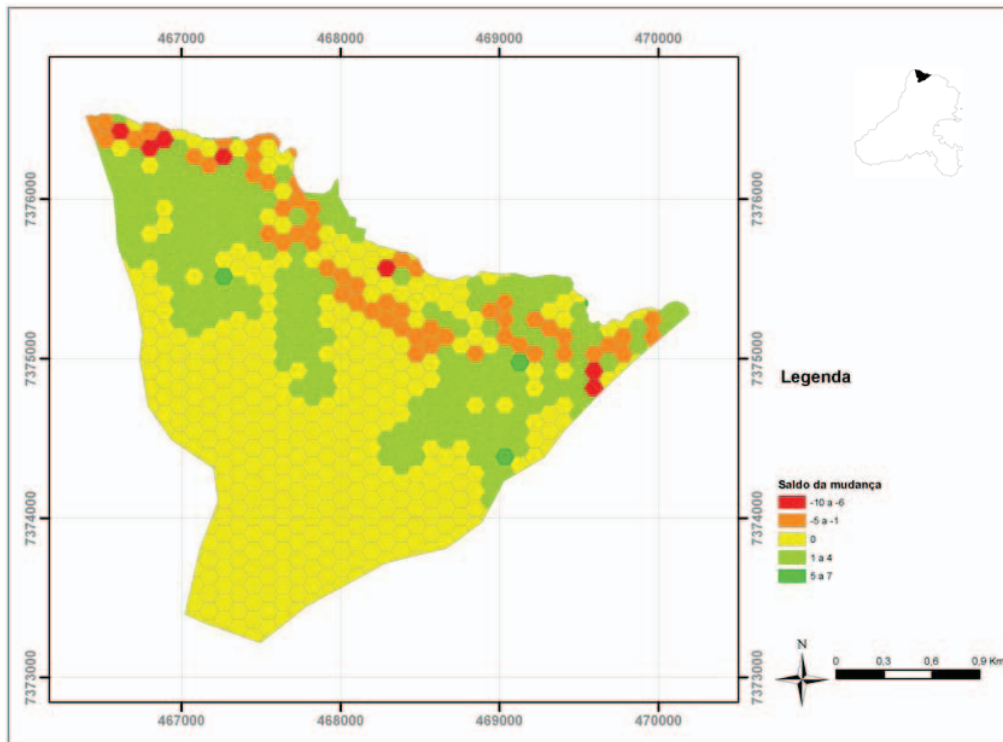 467000 468000 469000 470000
7376000 7376000
7375000 7375000
7374000 7374000
7373000 7373000
467000 468000 469000 470000
Legenda
Saldo da mudança
-10 a -6
-5 a -1
0
1 a 4
5 a 7
N
0 0,3 0,6 0,9 Km